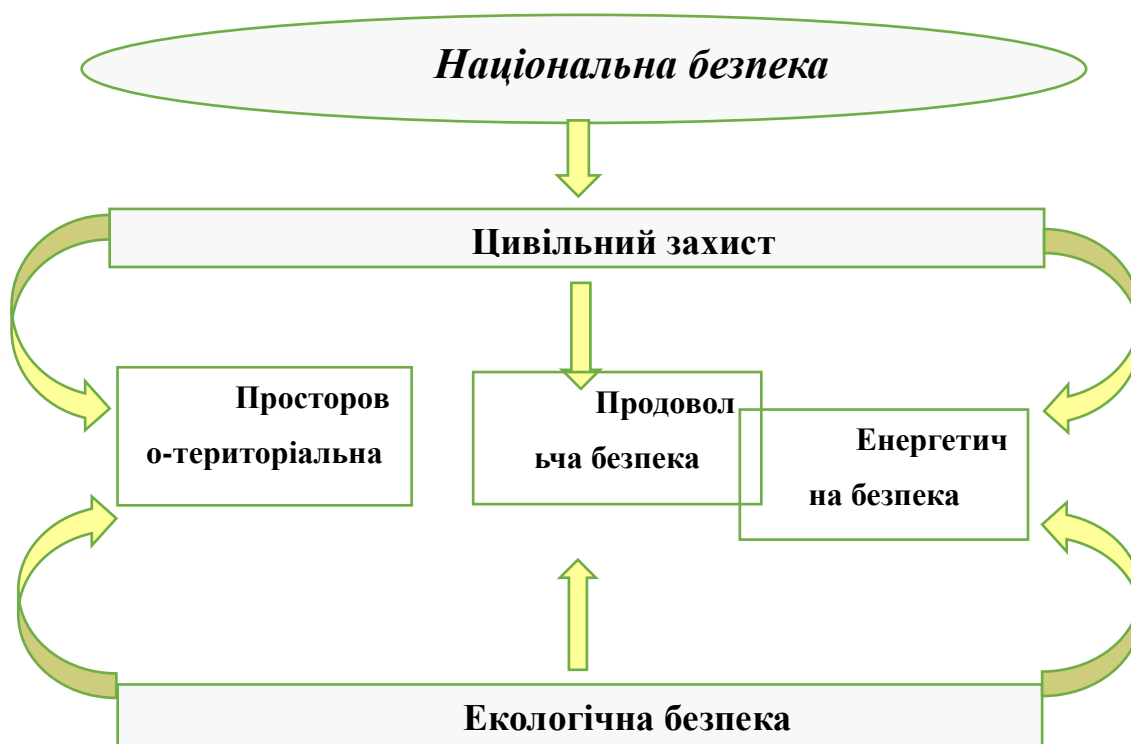 Національна безпека
Цивільний захист
Просторов
о-територіальна
Продовол
ьча безпека
Енергетич
на безпека
Екологічна безпека